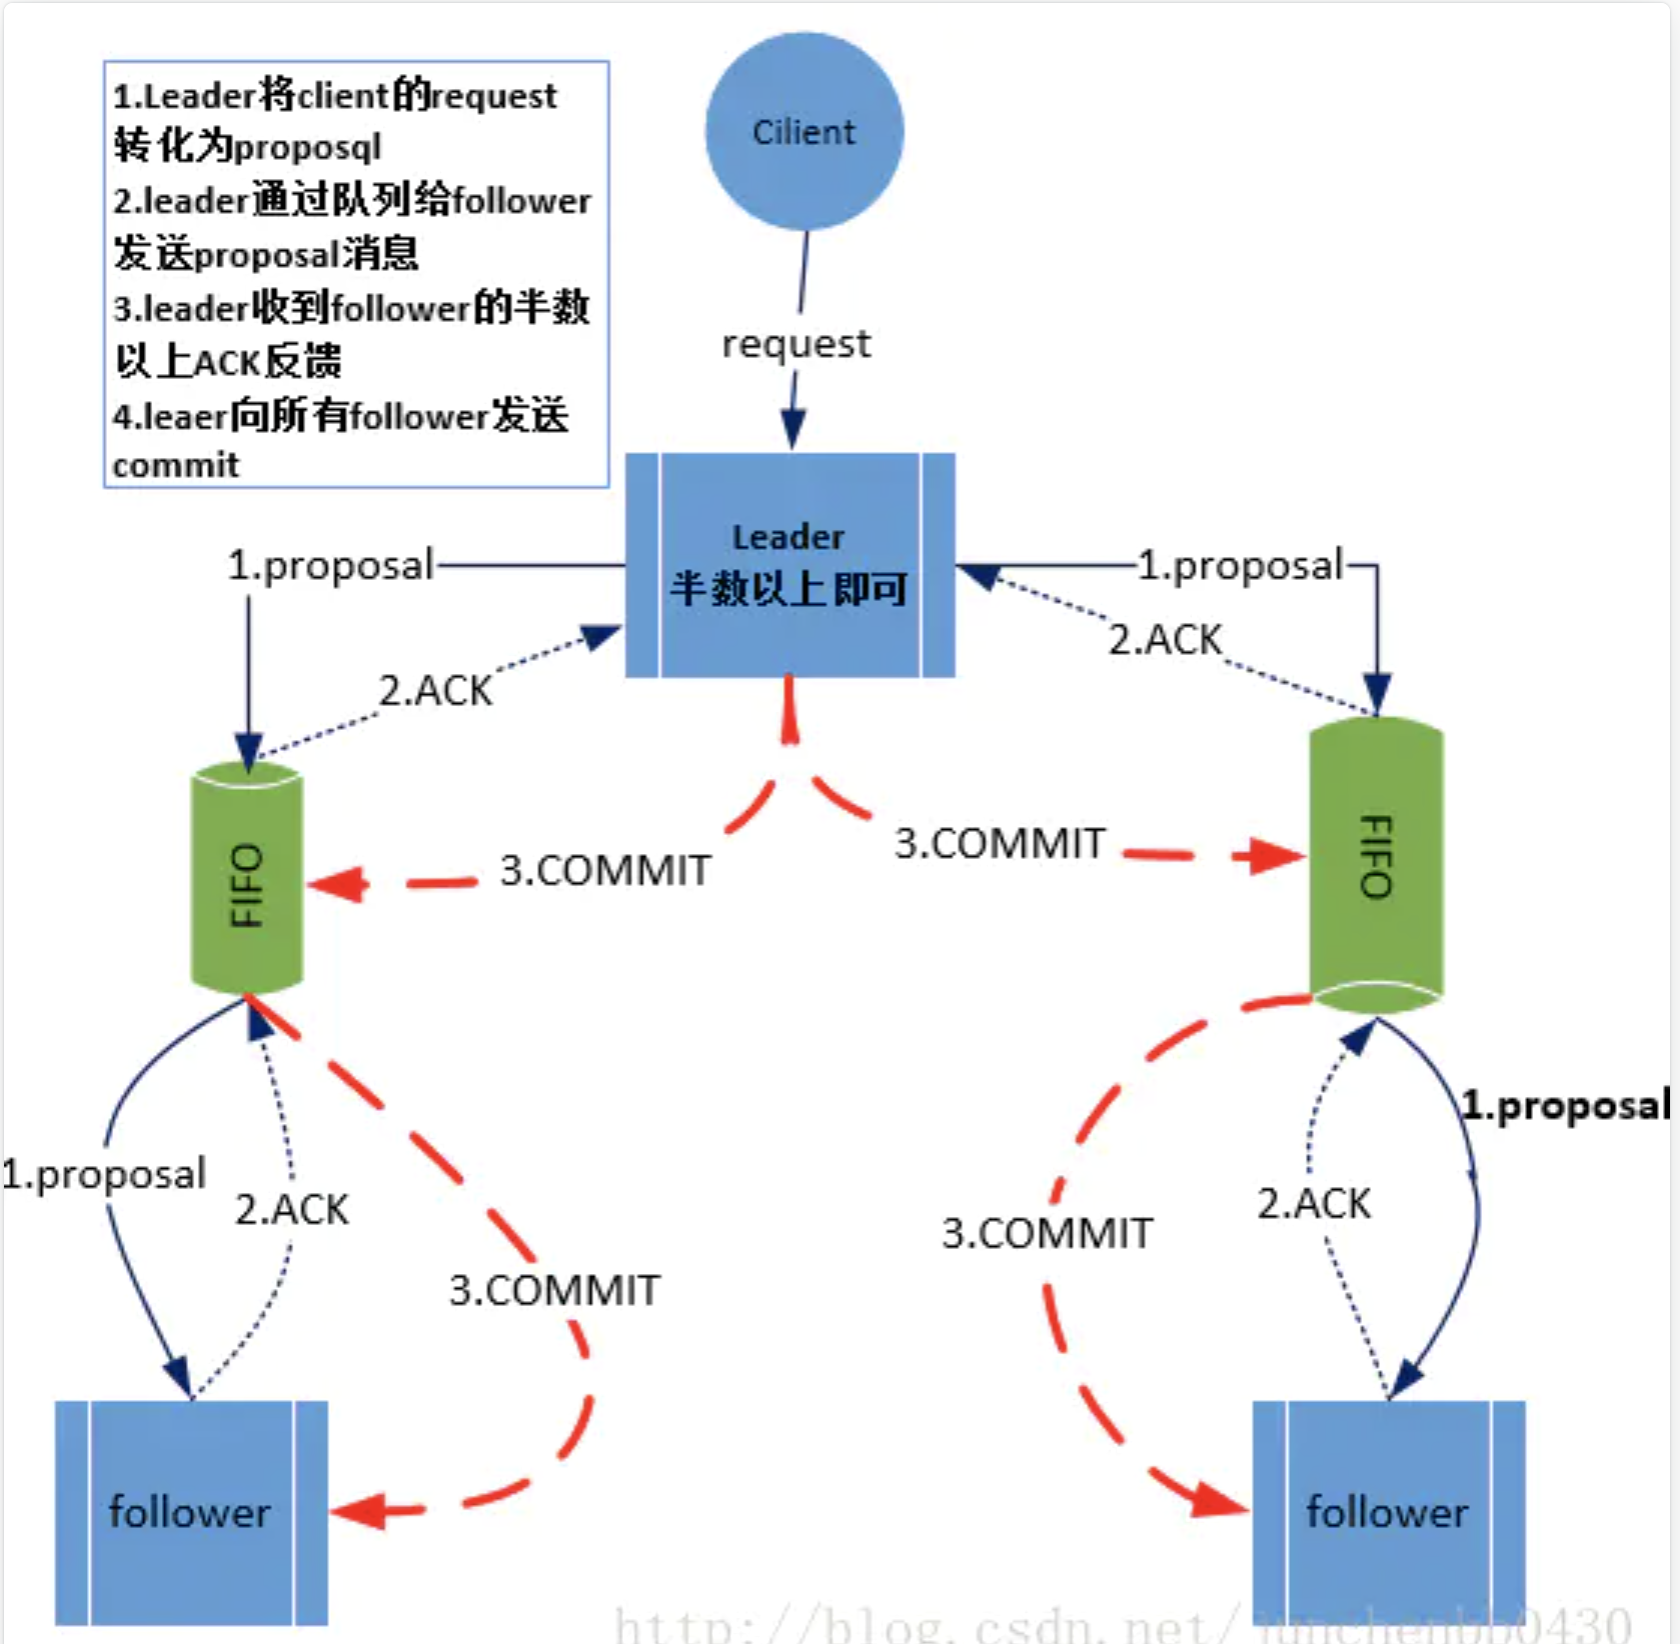 1.Leader将client的request
转化为proposql
2.leader通过队列给follower
发送proposal消息
3.leader收到follower的半数
以上ACK反馈
4.leaer向所有follower发送
commit
Cilient
request
Leader
半数以上即可
1.proposal
1.proposal
2.ACK
2.ACK
3.COMMIT
3.COMMIT
FIFO
FIFO
1.proposal
1.proposal
2.ACK
2.ACK
3.COMMIT
3.COMMIT
follower
follower
http://blog.csdn.net/junchenbb0430